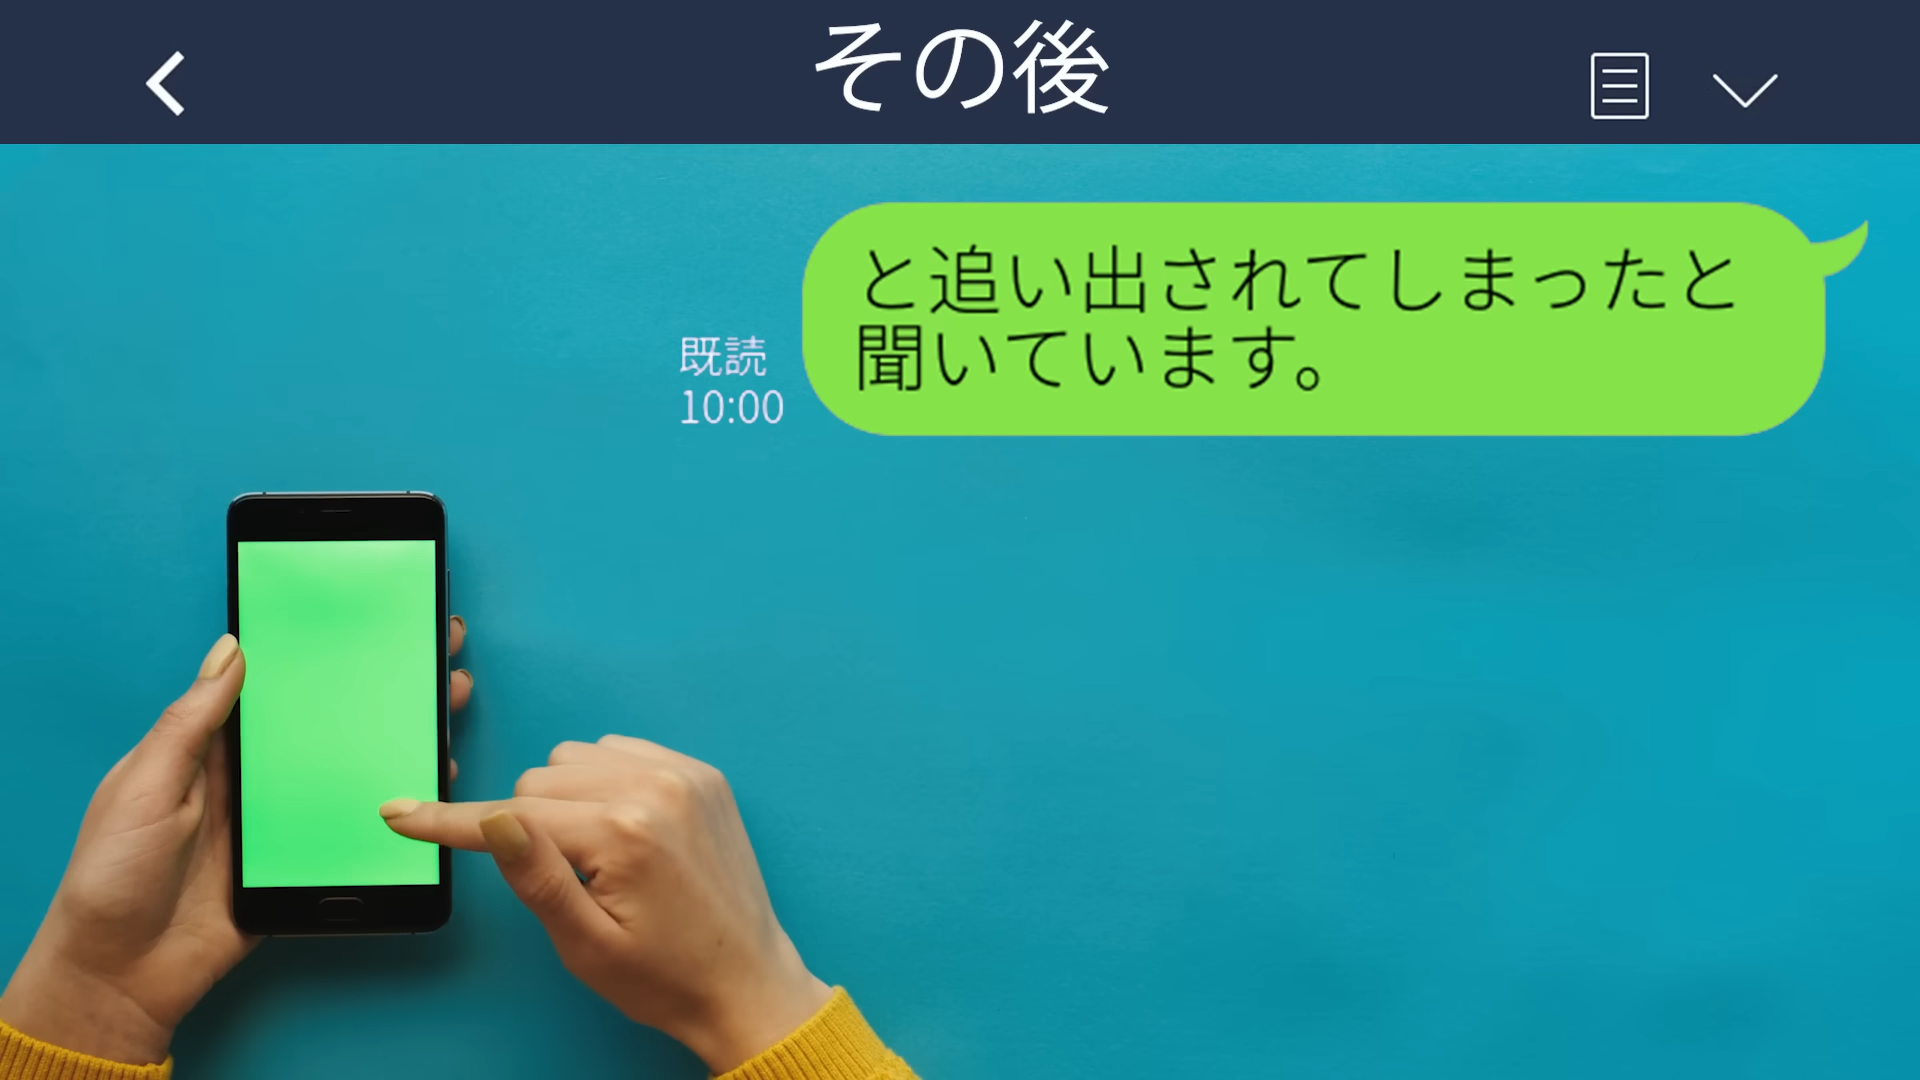 その後
と追い出されてしまったと
聞いています。
既読
10:00